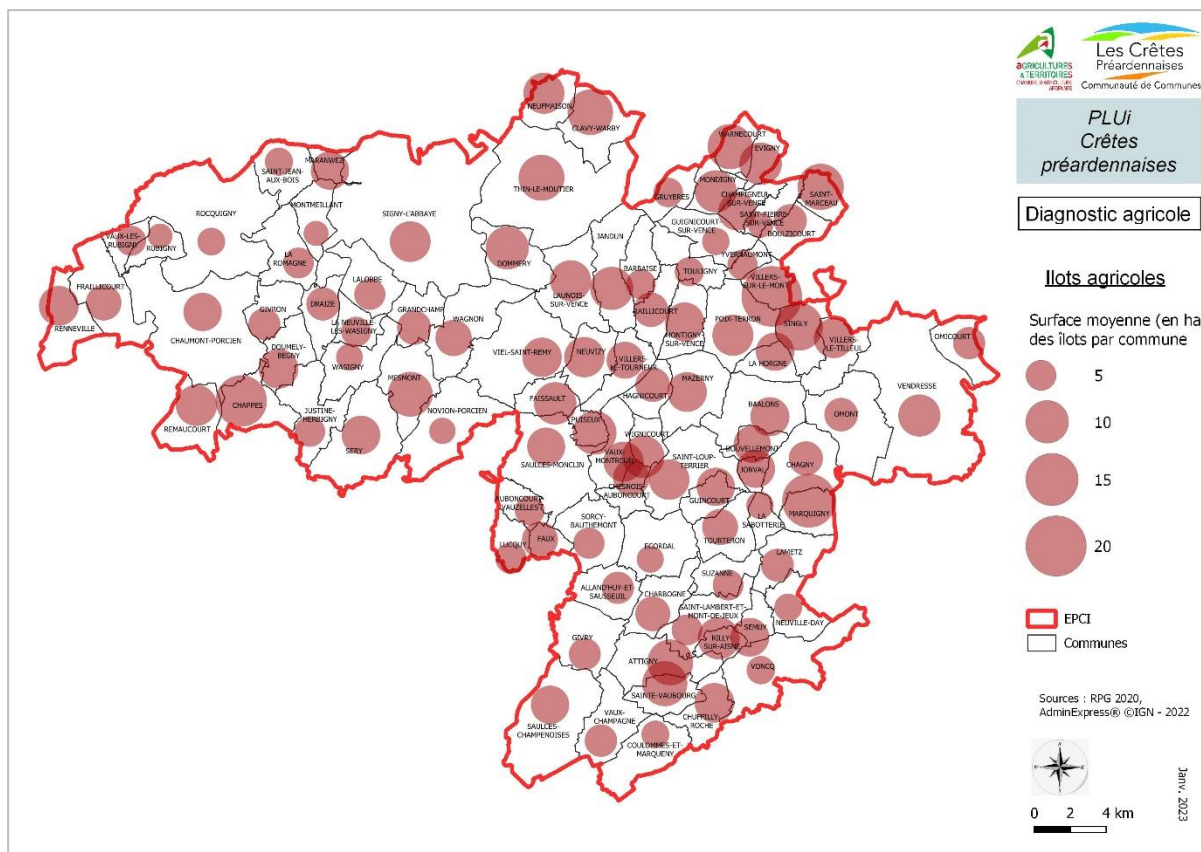 NEUFMAISON
CLAVY-WARBY
WARNECOURT
EVIGNY
SAINT-JEAN-
AUX-BOIS
MARANWEZ
THIN-LE-MOUTIER
GRUYERES
MONDIGNY
CHAMPIGNEUL-
SUR-VENCE
SAINT-
MARCEAU
SAINT-PIERRE-
SUR-VENCE
BOULZICOURT
MONTMEILLANT
ROCQUIGNY
SIGNY-L'ABBAYE
JANDUN
GUIGNICOURT-
SUR-VENCE
VAUX-LES-
RUBIGNY
RUBIGNY
LA
ROMAGNE
DOMMERY
BARBAISE
TOULIGNY
YVERNAUMONT
FRAILLICOURT
LALOBBE
LAUNOIS-
SUR-VENCE
VILLERS-
SUR-LE-MONT
RENNEVILLE
DRAIZE
GIVRON
GRANDCHAMP
RAILLICOURT
POIX-TERRON
SINGLY
CHAUMONT-PORCIEN
LA NEUVILLE-
LES-WASIGNY
WAGNON
MONTIGNY-
SUR-VENCE
VILLERS-
LE-TILLEUL
OMICOURT
DOUMELY-
BEGNY
WASIGNY
VIEL-SAINT-REMY
NEUVIZY
VILLERS-
LE-TOURNEUR
LA HORGNE
MESMONT
MAZERNY
VENDRESSE
HAGNICOURT
REMAUCOURT
CHAPPES
JUSTINE-
HERBIGNY
NOVION-PORCIEN
FAISSAULT
PUISEUX
BAALONS
OMONT
SERY
SAULCES-MONCLIN
WIGNICOURT
VAUX-
MONTREUIL
SAINT-LOUP-
TERRIER
BOUVELLEMONT
JONVAL
CHAGNY
CHESNOIS-
AUBONCOURT
GUINCOURT
AUBONCOURT-
VAUZELLES
LA
SABOTTERIE
MARQUIGNY
SORCY-
BAUTHEMONT
TOURTERON
LUCQUY
FAUX
ECORDAL
LAMETZ
ALLAND'HUY-ET
SAUSSEUIL
SUZANNE
CHARBOGNE
SAINT-LAMBERT-ET-
MONT-DE-JEUX
NEUVILLE-DAY
SEMUY
RILLY-
SUR-AISNE
GIVRY
ATTIGNY
VONCQ
SAINTE-VAUBOURG
SAULCES-
CHAMPENOISES
VAUX-
CHAMPAGNE
CHUFFILLY-
ROCHE
COULOMMES-ET-
MARQUENY
AGRICULTURES
& TERRITOIRES
CHAMBRE D'AGRICULTURE
ARDENNES
Les Crêtes
Préardennaises
Communauté de Communes
PLUi
Crêtes
préardennaises
Diagnostic agricole
Ilots agricoles
Surface moyenne (en ha
des îlots par commune
5
10
15
20
EPCI
Communes
Sources : RPG 2020,
AdminExpress® ©IGN - 2022
Janv. 2023
0 2 4 km